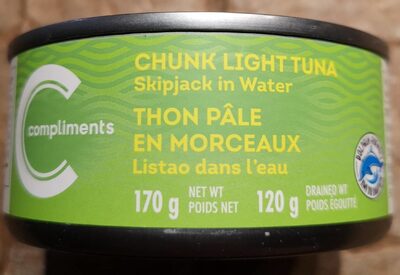 CHUNK LIGHT TUNA
Skipjack in Water
compliments
THON PÂLE
EN MORCEAUX
Listao dans l'eau
170 g NET WT POIDS NET 120 g DRAINED WT POIDS ÉGOUTTÉ